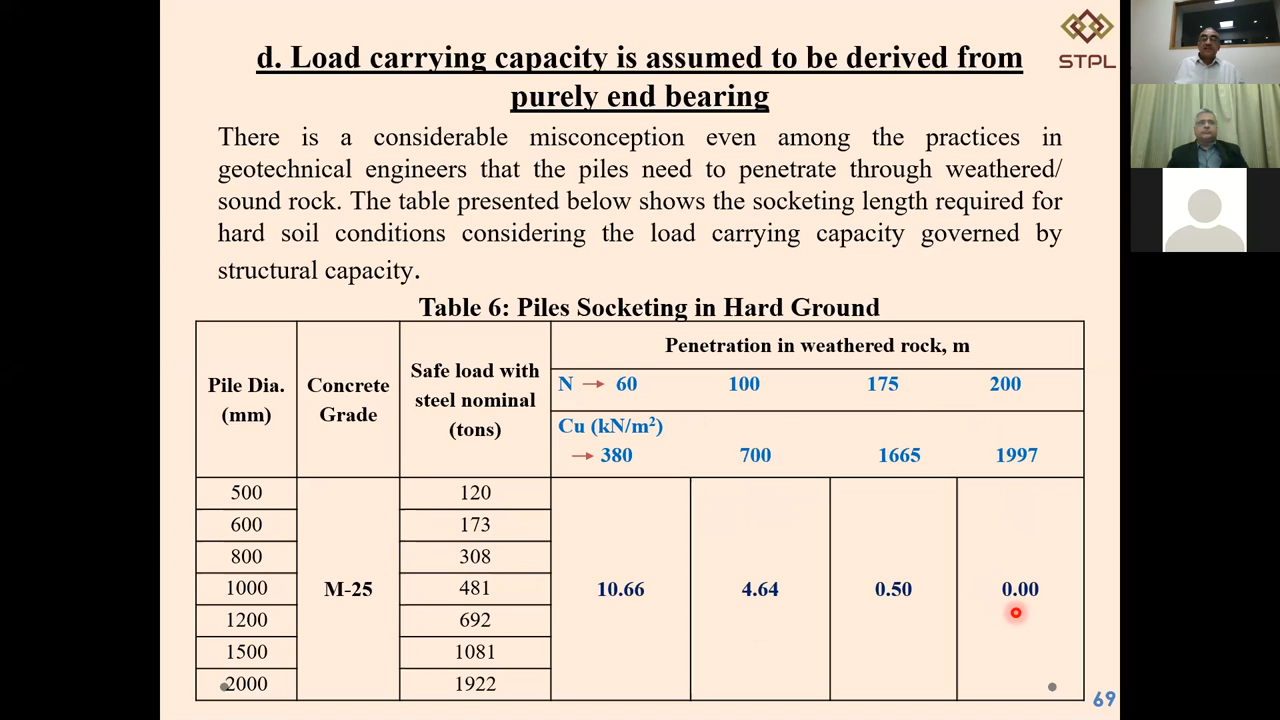 STPL
d. Load carrying capacity is assumed to be derived from
purely end bearing
There is a considerable misconception even among the practices in
geotechnical engineers that the piles need to penetrate through weathered/
sound rock. The table presented below shows the socketing length required for
hard soil conditions considering the load carrying capacity governed by
structural capacity.
Table 6: Piles Socketing in Hard Ground
Pile Dia.
(mm)
Concrete
Grade
Safe load with
steel nominal
(tons)
Penetration in weathered rock, m
N → 60 100 175 200
Cu (kN/m²)
→ 380 700 1665 1997
500 120
600 173
800 308
1000 M-25 481 10.66 4.64 0.50 0.00
1200 692
1500 1081
2000 1922
69